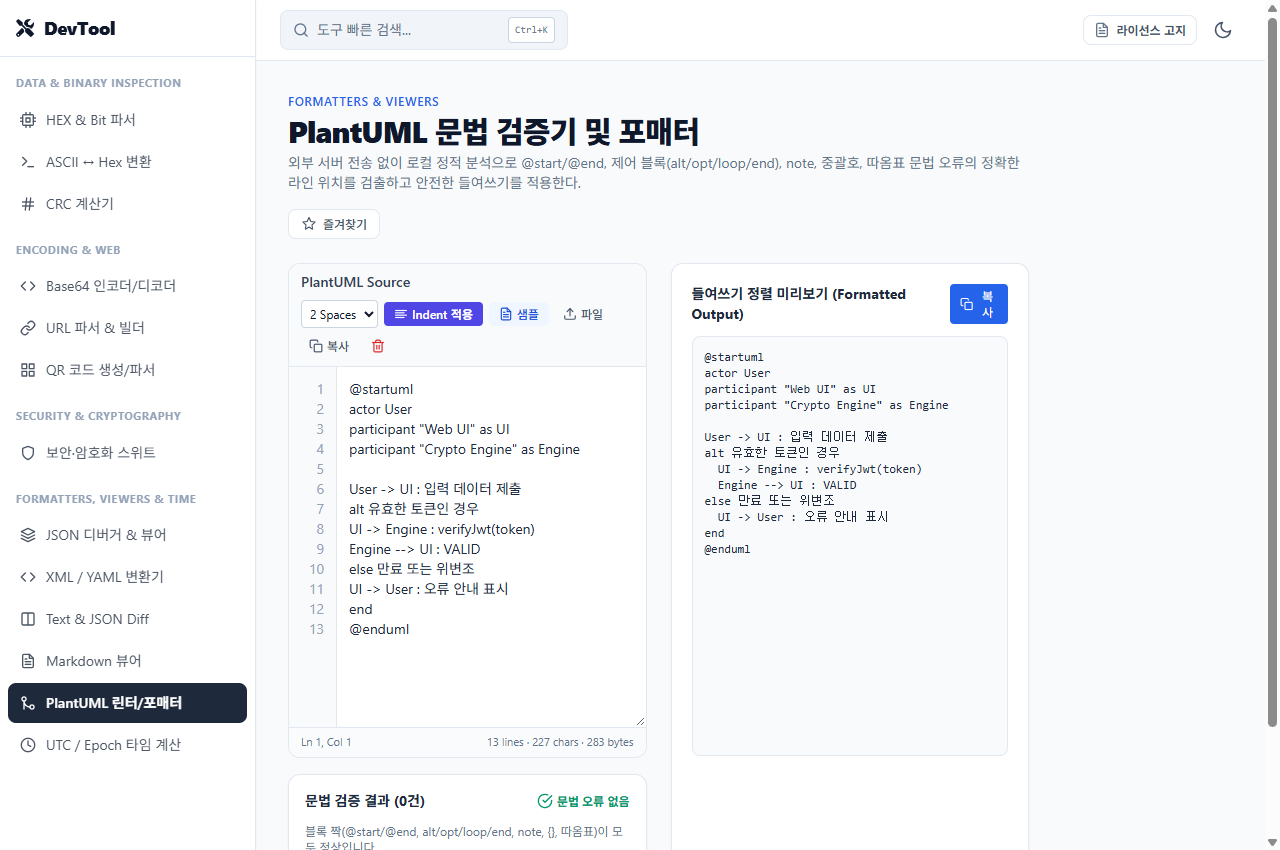 DevTool
도구 빠른 검색...
Ctrl+K
라이선스 고지
DATA & BINARY INSPECTION
HEX & Bit 파서
ASCII ↔ Hex 변환
CRC 계산기
ENCODING & WEB
Base64 인코더/디코더
URL 파서 & 빌더
QR 코드 생성/파서
SECURITY & CRYPTOGRAPHY
보안·암호화 스위트
FORMATTERS, VIEWERS & TIME
JSON 디버거 & 뷰어
XML / YAML 변환기
Text & JSON Diff
Markdown 뷰어
PlantUML 린터/포매터
UTC / Epoch 타임 계산
FORMATTERS & VIEWERS
PlantUML 문법 검증기 및 포매터
외부 서버 전송 없이 로컬 정적 분석으로 @start/@end, 제어 블록(alt/opt/loop/end), note, 중괄호, 따옴표 문법 오류의 정확한
라인 위치를 검출하고 안전한 들여쓰기를 적용한다.
즐겨찾기
PlantUML Source
2 Spaces
Indent 적용
샘플
파일
복사
1 @startuml
2 actor User
3 participant "Web UI" as UI
4 participant "Crypto Engine" as Engine
5
6 User -> UI : 입력 데이터 제출
7 alt 유효한 토큰인 경우
8 UI -> Engine : verifyJwt(token)
9 Engine --> UI : VALID
10 else 만료 또는 위변조
11 UI -> User : 오류 안내 표시
12 end
13 @enduml
Ln 1, Col 1
13 lines · 227 chars · 283 bytes
문법 검증 결과 (0건)
문법 오류 없음
블록 짝(@start/@end, alt/opt/loop/end, note, {}, 따옴표)이 모
두 정상입니다
들여쓰기 정렬 미리보기 (Formatted
Output)
복
사
@startuml
actor User
participant "Web UI" as UI
participant "Crypto Engine" as Engine
User -> UI : 입력 데이터 제출
alt 유효한 토큰인 경우
  UI -> Engine : verifyJwt(token)
  Engine --> UI : VALID
else 만료 또는 위변조
  UI -> User : 오류 안내 표시
end
@enduml